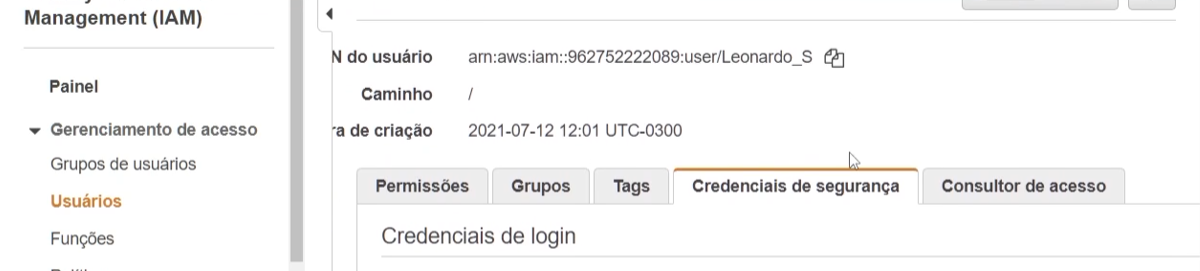 Management (IAM)
Painel
Gerenciamento de acesso
Grupos de usuários
Usuários
Funções
N do usuário arn:aws:iam::962752222089:user/Leonardo_S
Caminho /
ra de criação 2021-07-12 12:01 UTC-0300
Permissões Grupos Tags Credenciais de segurança Consultor de acesso
Credenciais de login